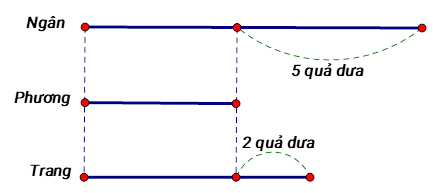 Ngân
5 quả dưa
Phương
2 quả dưa
Trang